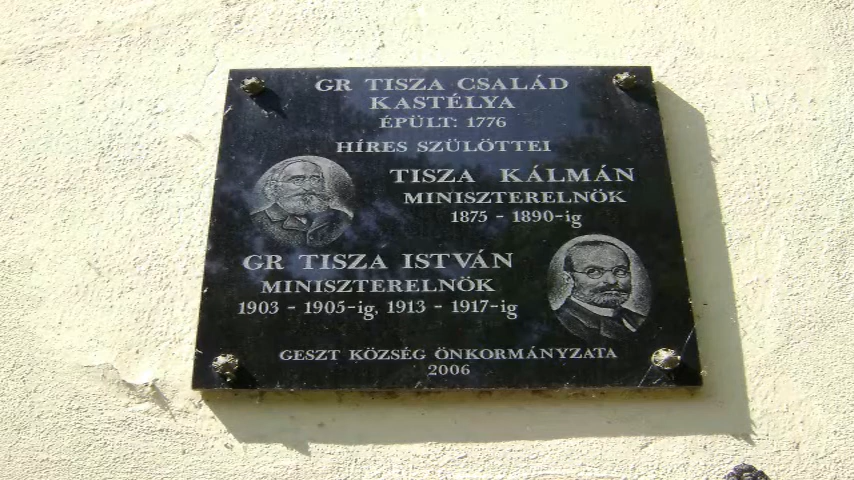 GR TISZA CSALÁD
KASTÉLYA
ÉPÜLT: 1776
HÍRES SZÜLÖTTEI
TISZA KÁLMÁN
MINISZTERELNÖK
1875 - 1890-ig
GR TISZA ISTVÁN
MINISZTERELNÖK
1903 - 1905-ig, 1913 - 1917-ig
GESZT KÖZSÉG ÖNKORMÁNYZATA
2006